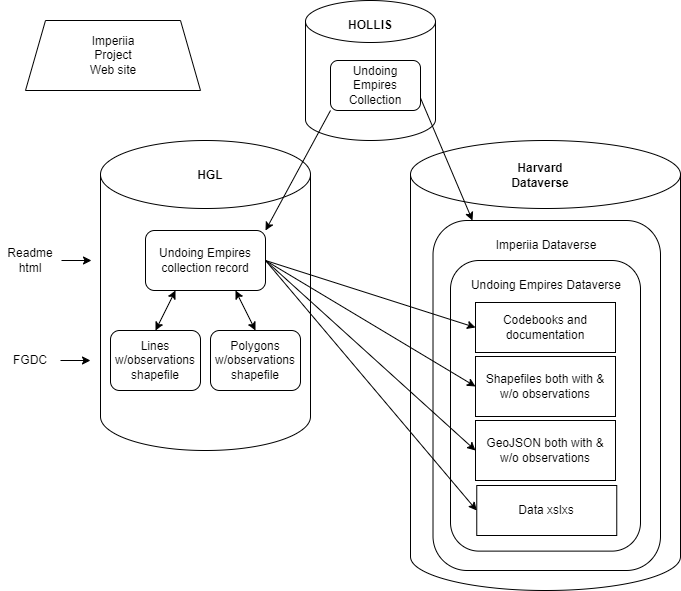 Imperiia
Project
Web site
HOLLIS
Undoing
Empires
Collection
HGL
Harvard
Dataverse
Readme
html
Undoing Empires
collection record
Imperiia Dataverse
Undoing Empires Dataverse
Codebooks and
documentation
FGDC
Lines
w/observations
shapefile
Polygons
w/observations
shapefile
Shapefiles both with &
w/o observations
GeoJSON both with &
w/o observations
Data xslxs